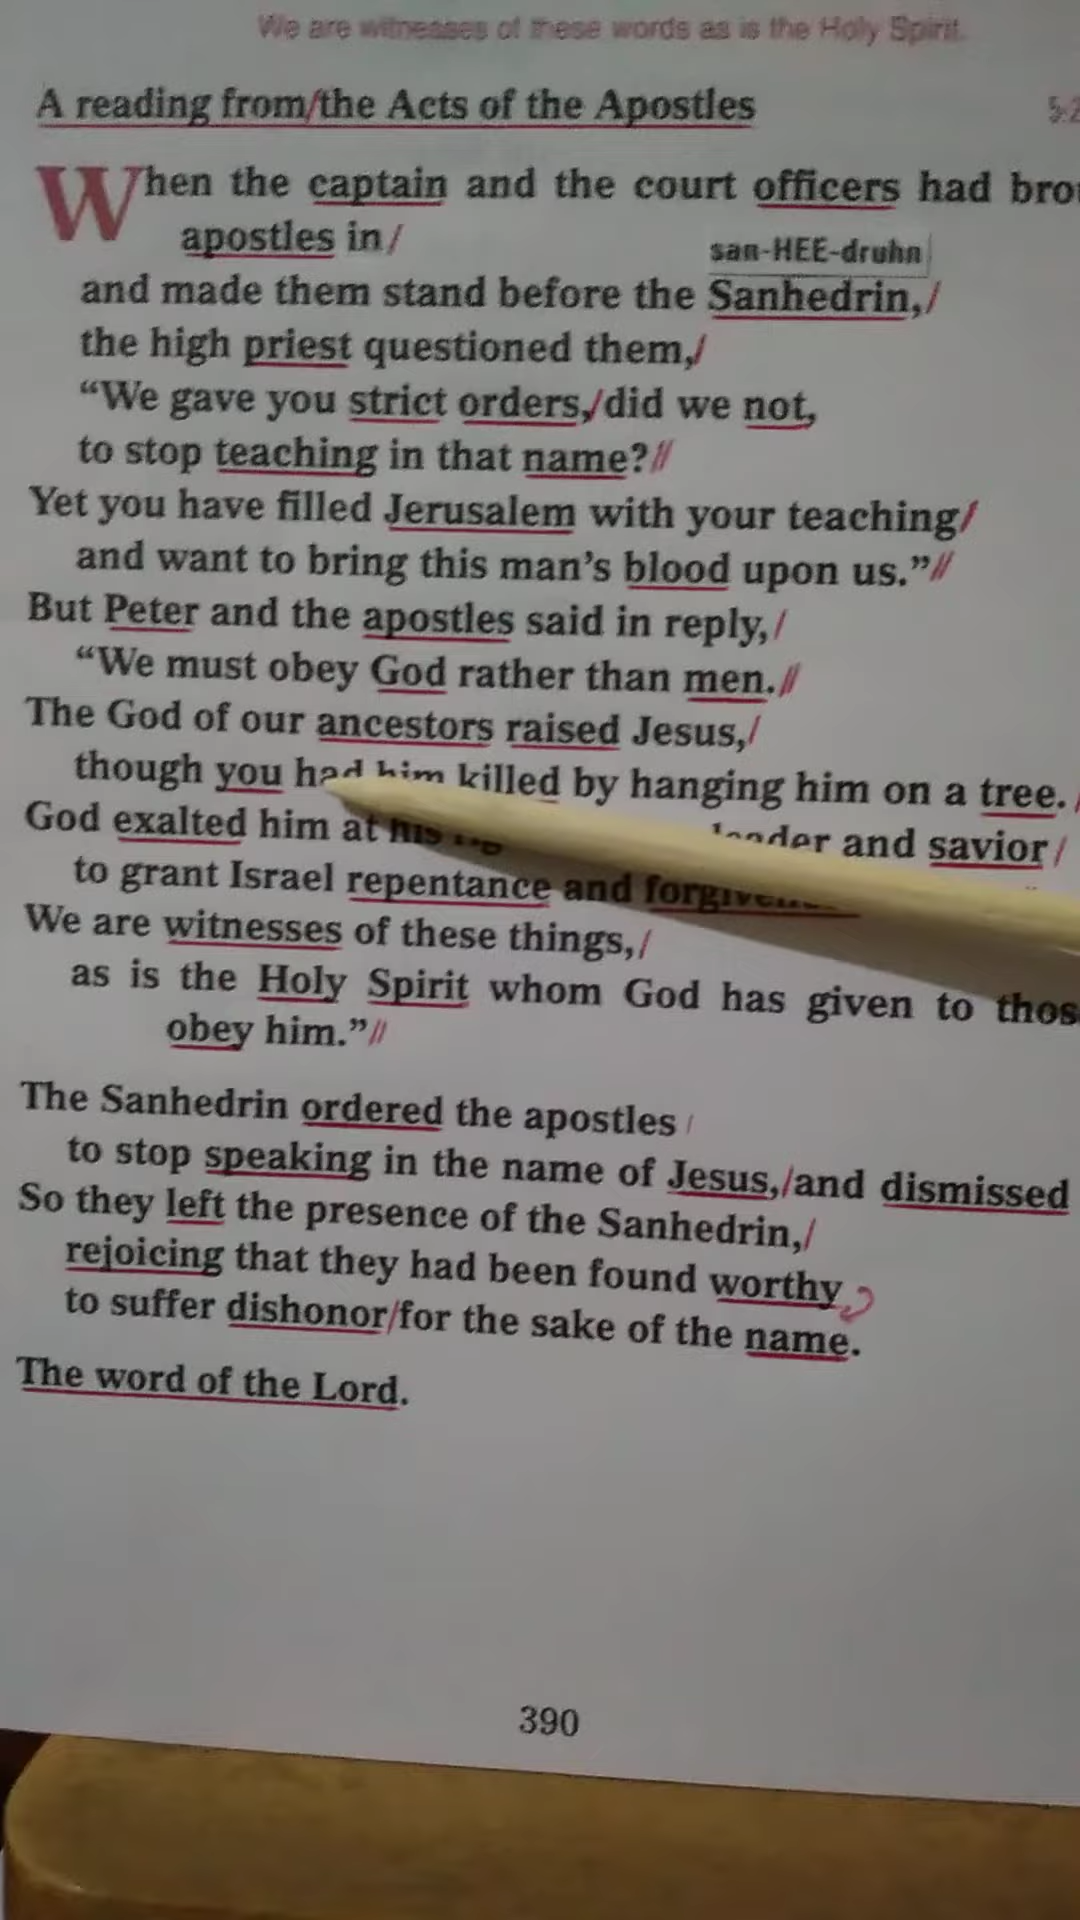 We are witnesses of these words as is the Holy Spirit.
A reading from/the Acts of the Apostles
When the captain and the court officers had
apostles in/
san-HEE-druhn
and made them stand before the Sanhedrin,/
the high priest questioned them,/
“We gave you strict orders,/did we not,
to stop teaching in that name?//
Yet you have filled Jerusalem with your teaching/
and want to bring this man’s blood upon us.”//
But Peter and the apostles said in reply,/
“We must obey God rather than men.//
The God of our ancestors raised Jesus,/
though you had him killed by hanging him on a tree./
God exalted him at his and savior/
to grant Israel repentance and
We are witnesses of these things,/
as is the Holy Spirit whom God has given to
obey him.”//
The Sanhedrin ordered the apostles/
to stop speaking in the name of Jesus,/and dismissed
So they left the presence of the Sanhedrin,/
rejoicing that they had been found worthy
to suffer dishonor/for the sake of the name.
The word of the Lord.
390